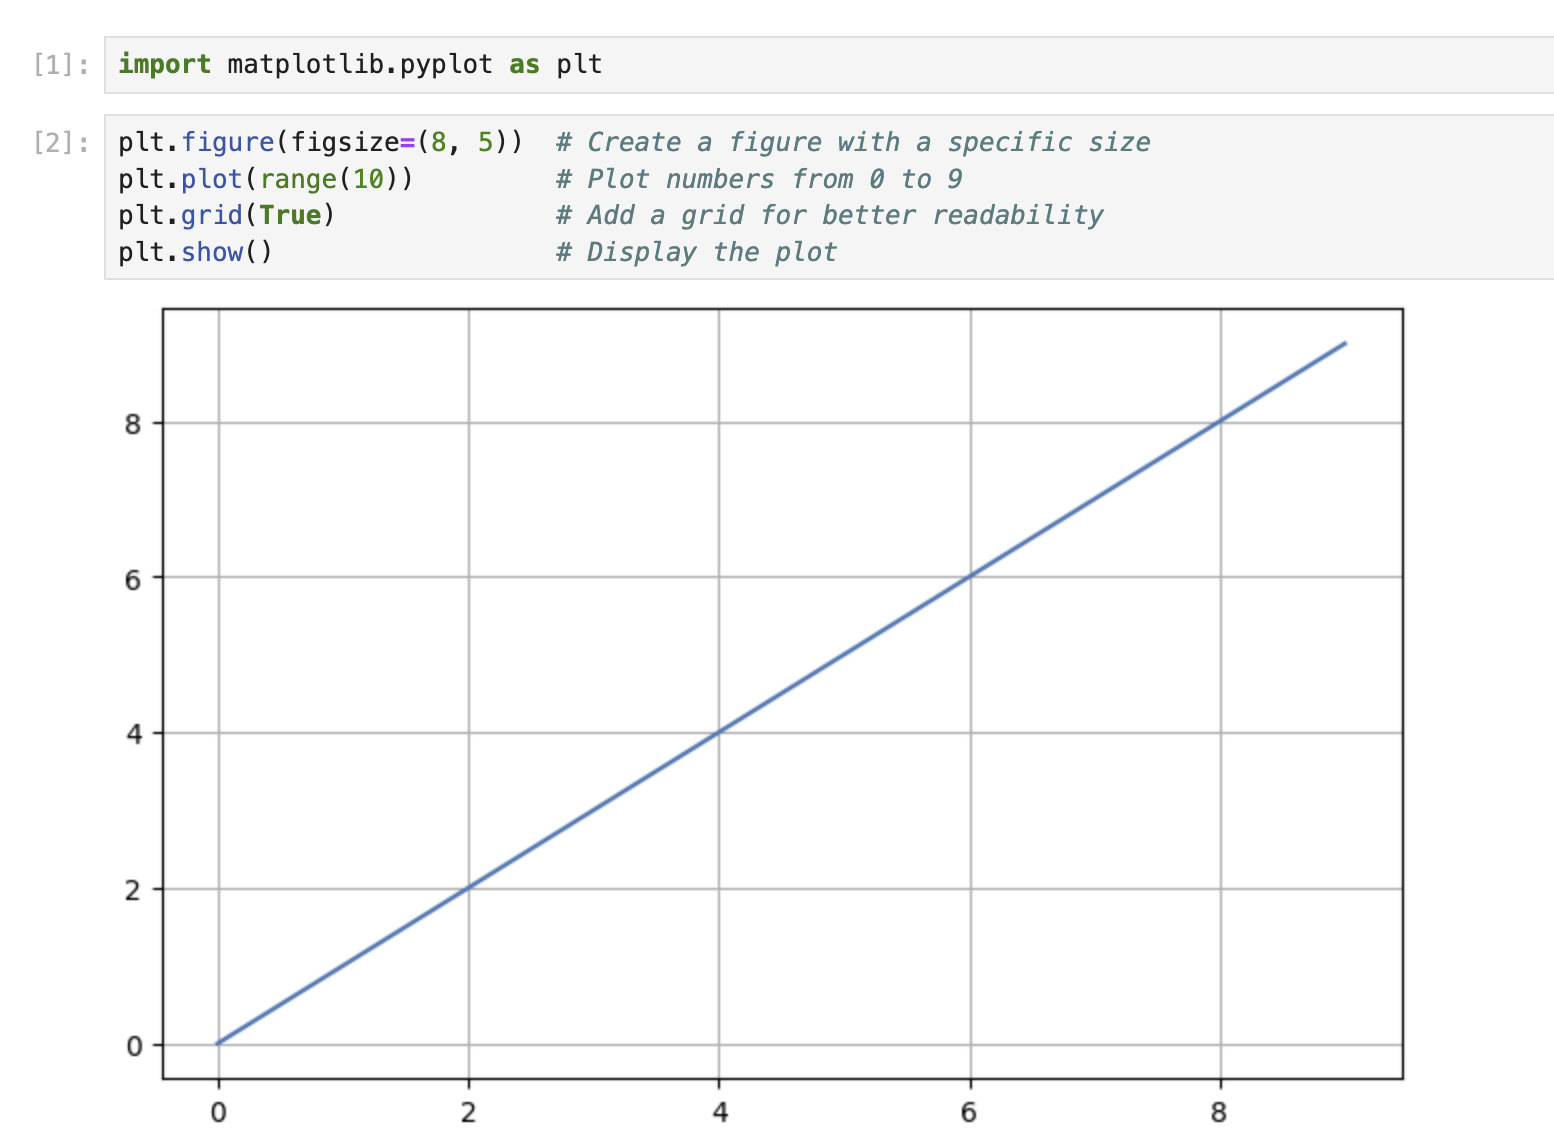 [1]: import matplotlib.pyplot as plt
[2]: plt.figure(figsize=(8, 5))  # Create a figure with a specific size
plt.plot(range(10))         # Plot numbers from 0 to 9
plt.grid(True)              # Add a grid for better readability
plt.show()                  # Display the plot
8
6
4
2
0
0 2 4 6 8